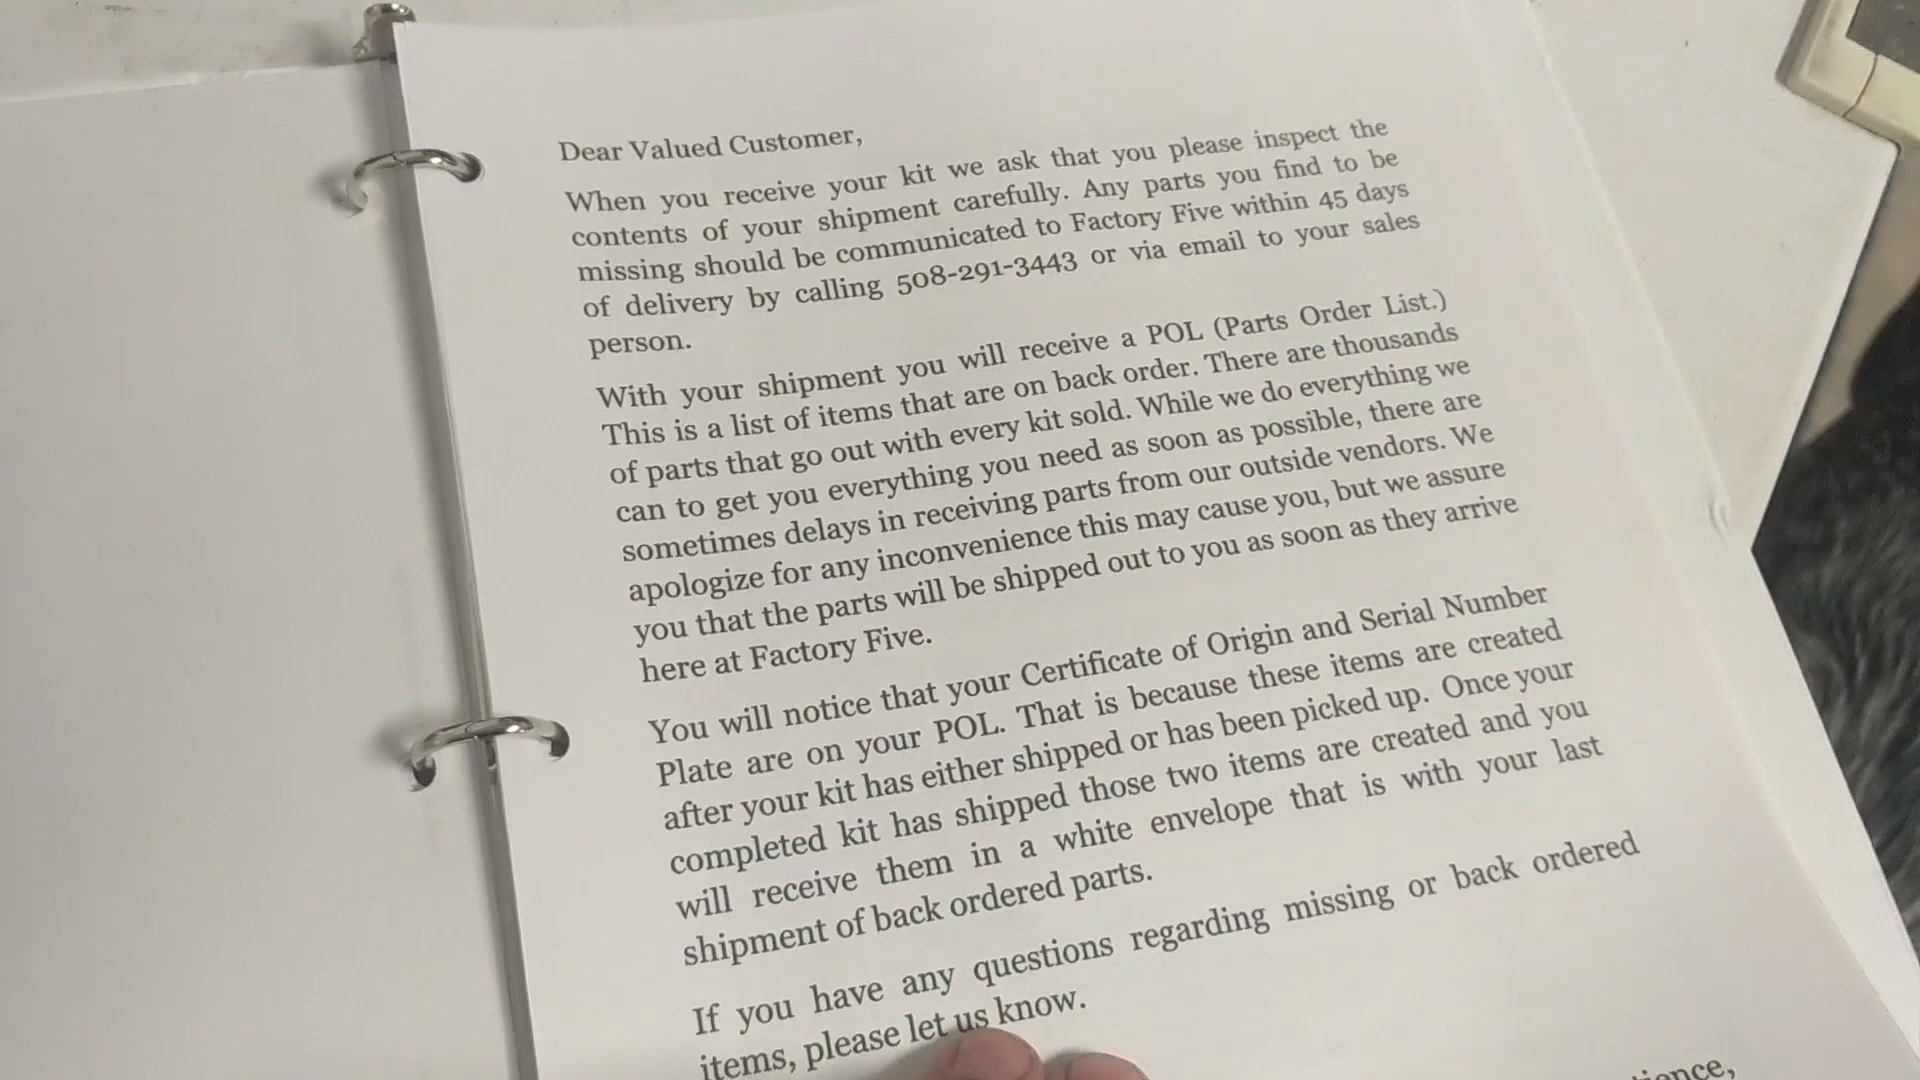 Dear Valued Customer,
When you receive your kit we ask that you please inspect the
contents of your shipment carefully. Any parts you find to be
missing should be communicated to Factory Five within 45 days
of delivery by calling 508-291-3443 or via email to your sales
person.
With your shipment you will receive a POL (Parts Order List.)
This is a list of items that are on back order. There are thousands
of parts that go out with every kit sold. While we do everything we
can to get you everything you need as soon as possible, there are
sometimes delays in receiving parts from our outside vendors. We
apologize for any inconvenience this may cause you, but we assure
you that the parts will be shipped out to you as soon as they arrive
here at Factory Five.
You will notice that your Certificate of Origin and Serial Number
Plate are on your POL. That is because these items are created
after your kit has either shipped or has been picked up. Once your
completed kit has shipped those two items are created and you
will receive them in a white envelope that is with your last
shipment of back ordered parts.
If you have any questions regarding missing or back ordered
items, please let us know.